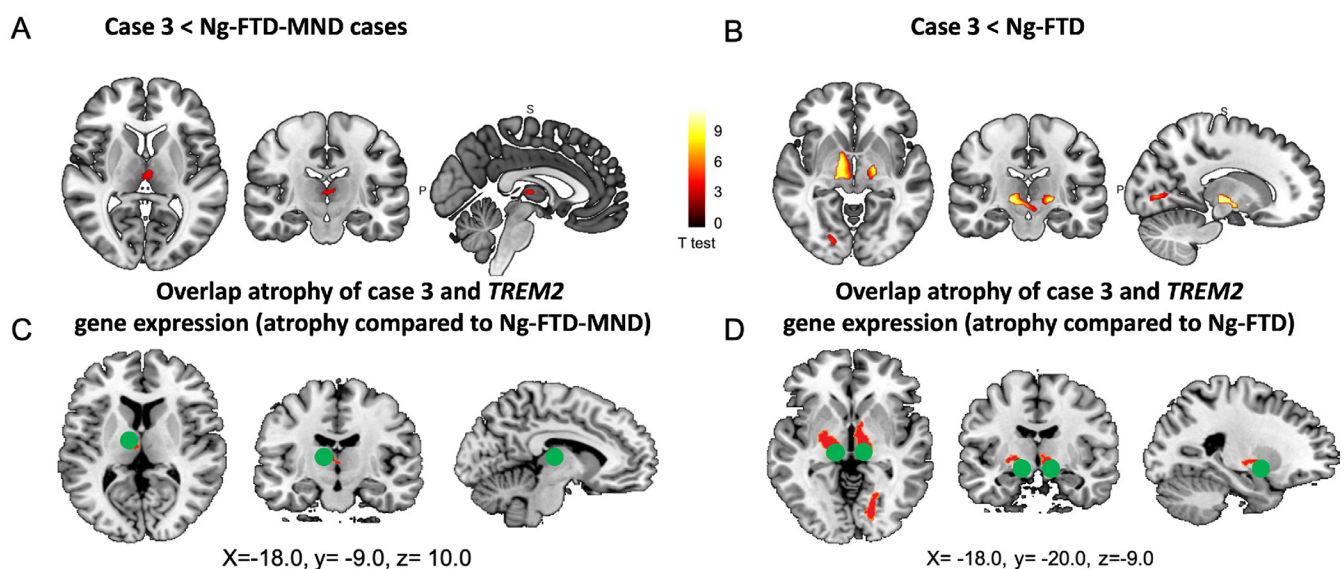 A
Case 3 < Ng-FTD-MND cases
B
Case 3 < Ng-FTD
S
P
9
6
3
0
T test
S
P
Overlap atrophy of case 3 and TREM2
gene expression (atrophy compared to Ng-FTD-MND)
C
X=-18.0, y= -9.0, z= 10.0
Overlap atrophy of case 3 and TREM2
gene expression (atrophy compared to Ng-FTD)
D
X= -18.0, y= -20.0, z=-9.0